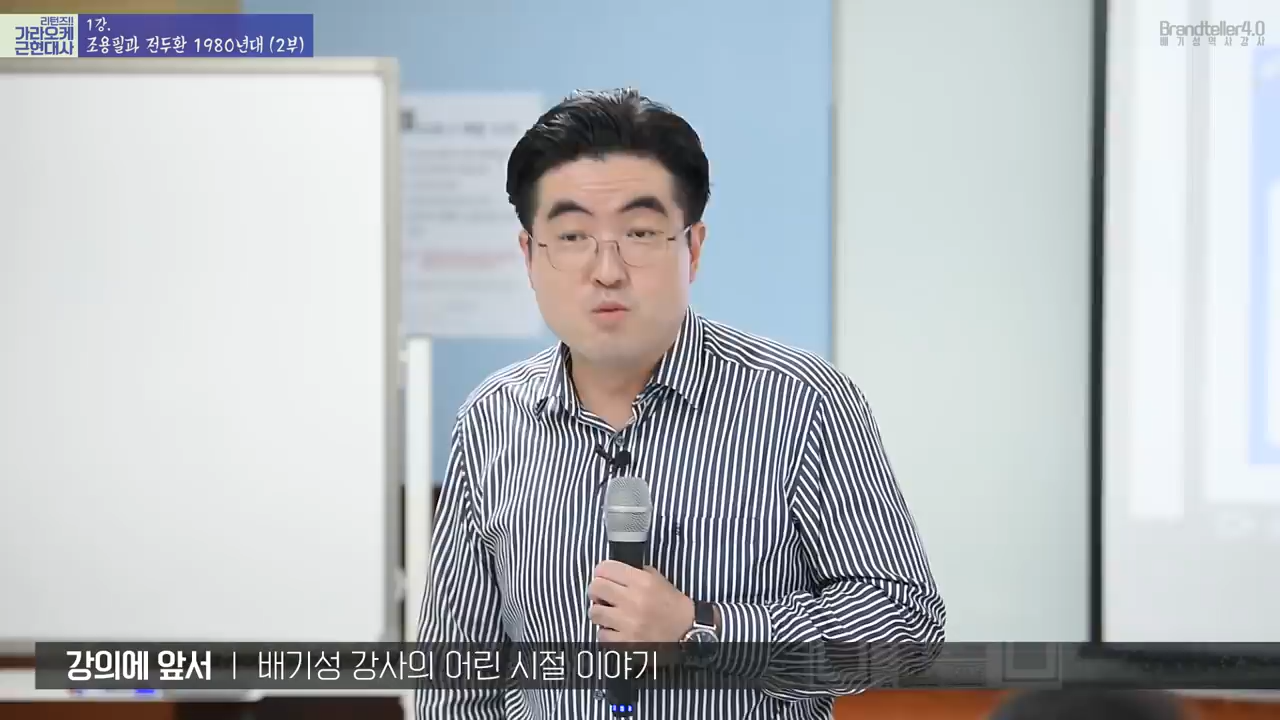 리턴즈!!
가라오케
근현대사
1강.
조용필과 전두환 1980년대 (2부)
Brandteller4.0
배기성역사강사
강의에 앞서 | 배기성 강사의 어린 시절 이야기